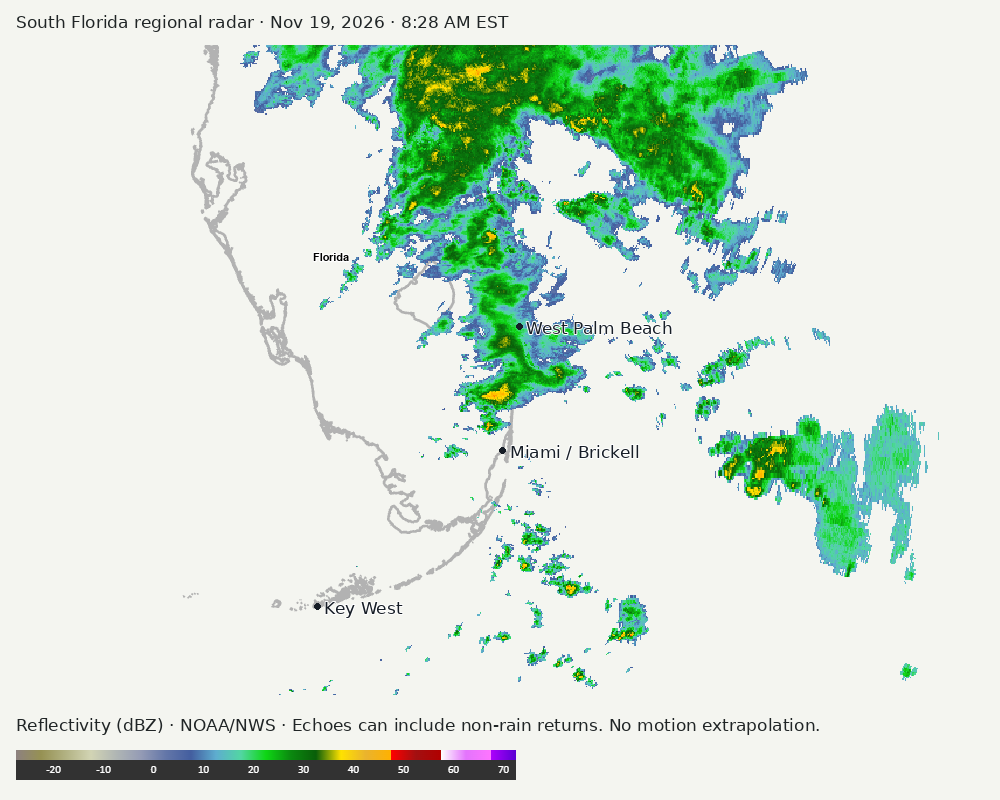 South Florida regional radar · Nov 19, 2026 · 8:28 AM EST
Florida
West Palm Beach
Miami / Brickell
Key West
Reflectivity (dBZ) · NOAA/NWS · Echoes can include non-rain returns. No motion extrapolation.
-20 -10 0 10 20 30 40 50 60 70